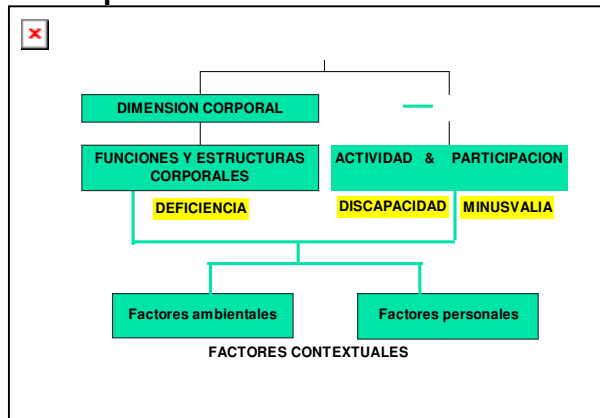 DIMENSION CORPORAL
FUNCIONES Y ESTRUCTURAS
CORPORALES
ACTIVIDAD & PARTICIPACION
DEFICIENCIA
DISCAPACIDAD
MINUSVALIA
Factores ambientales
Factores personales
FACTORES CONTEXTUALES